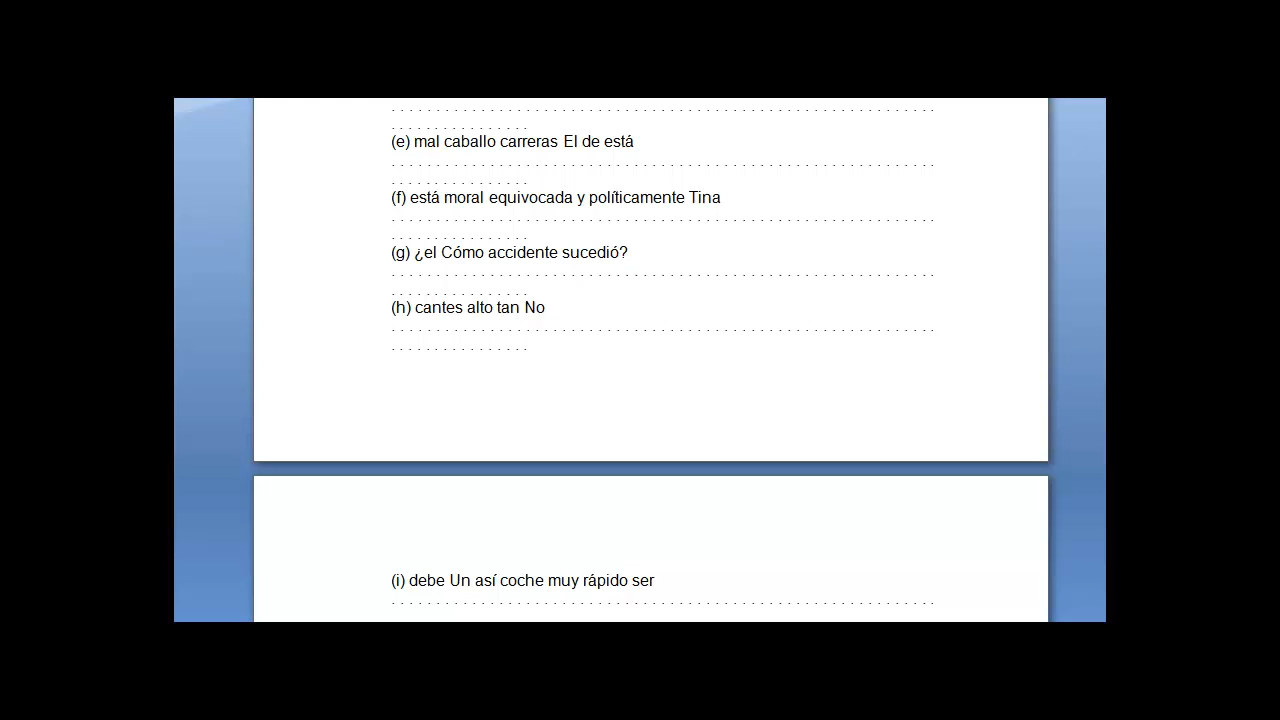 . . . . . . . . . . . . . . . . . . . . . . . . . . . . . . . . . . . . . . . . . . . . . . . . . . . . . . . . . . . . .
. . . . . . . . . . . . . . . .
(e) mal caballo carreras El de está
. . . . . . . . . . . . . . . . . . . . . . . . . . . . . . . . . . . . . . . . . . . . . . . . . . . . . . . . . . . . .
. . . . . . . . . . . . . . . .
(f) está moral equivocada y políticamente Tina
. . . . . . . . . . . . . . . . . . . . . . . . . . . . . . . . . . . . . . . . . . . . . . . . . . . . . . . . . . . . .
. . . . . . . . . . . . . . . .
(g) ¿el Cómo accidente sucedió?
. . . . . . . . . . . . . . . . . . . . . . . . . . . . . . . . . . . . . . . . . . . . . . . . . . . . . . . . . . . . .
. . . . . . . . . . . . . . . .
(h) cantes alto tan No
. . . . . . . . . . . . . . . . . . . . . . . . . . . . . . . . . . . . . . . . . . . . . . . . . . . . . . . . . . . . .
. . . . . . . . . . . . . . . .
(i) debe Un así coche muy rápido ser
. . . . . . . . . . . . . . . . . . . . . . . . . . . . . . . . . . . . . . . . . . . . . . . . . . . . . . . . . . . . .